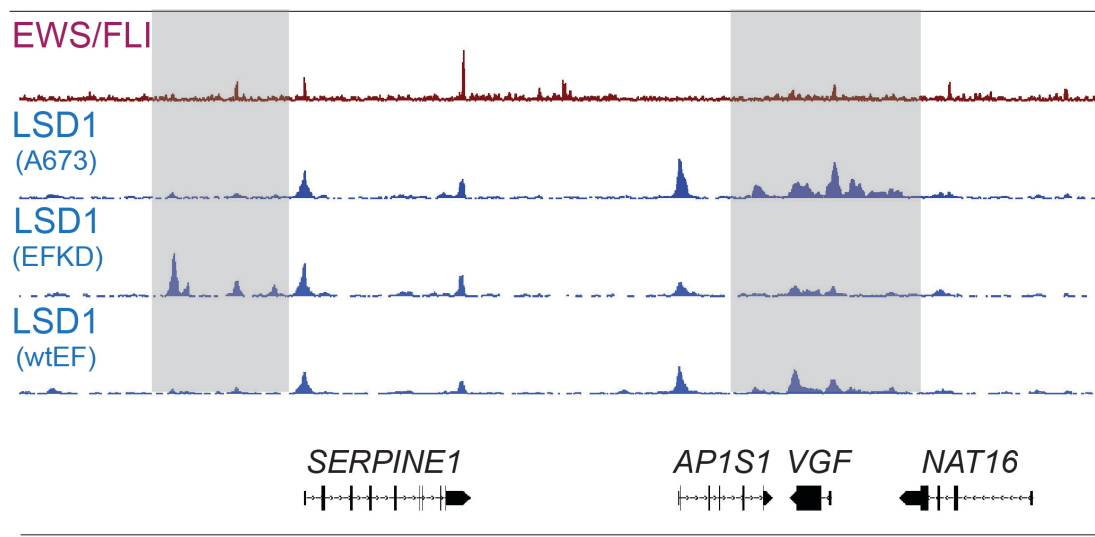 EWS/FLI
LSD1
(A673)
LSD1
(EFKD)
LSD1
(wtEF)
SERPINE1 AP1S1 VGF NAT16